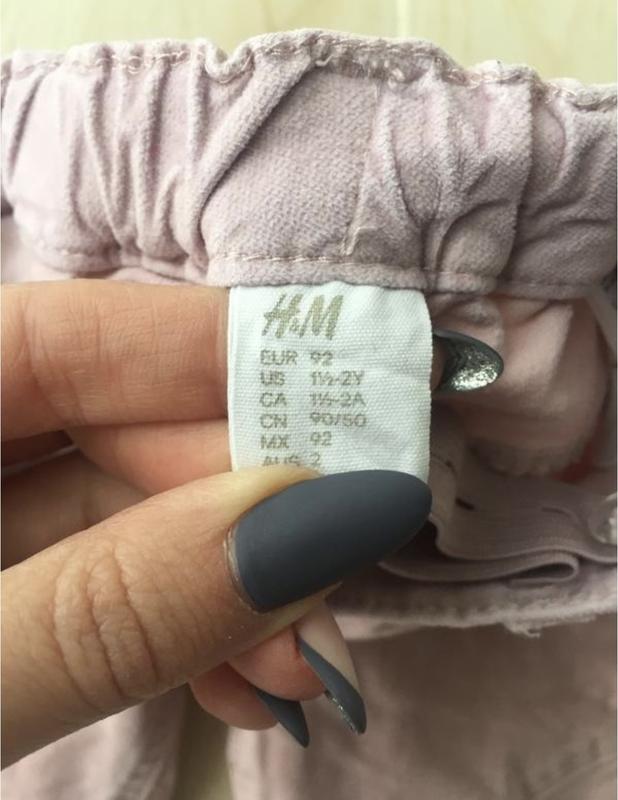 H&M
EUR 92
US 1½-2Y
CA 1½-2A
CN 90/50
MX 92
AUS 2